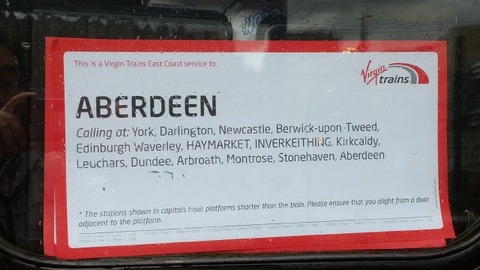 This is a Virgin Trains East Coast service to:
Virgin trains
ABERDEEN
Calling at: York, Darlington, Newcastle, Berwick-upon-Tweed,
Edinburgh Waverley, HAYMARKET, INVERKEITHING, Kirkcaldy,
Leuchars, Dundee, Arbroath, Montrose, Stonehaven, Aberdeen
* The stations shown in capitals have platforms shorter than the train. Please ensure that you alight from a door
adjacent to the platform.